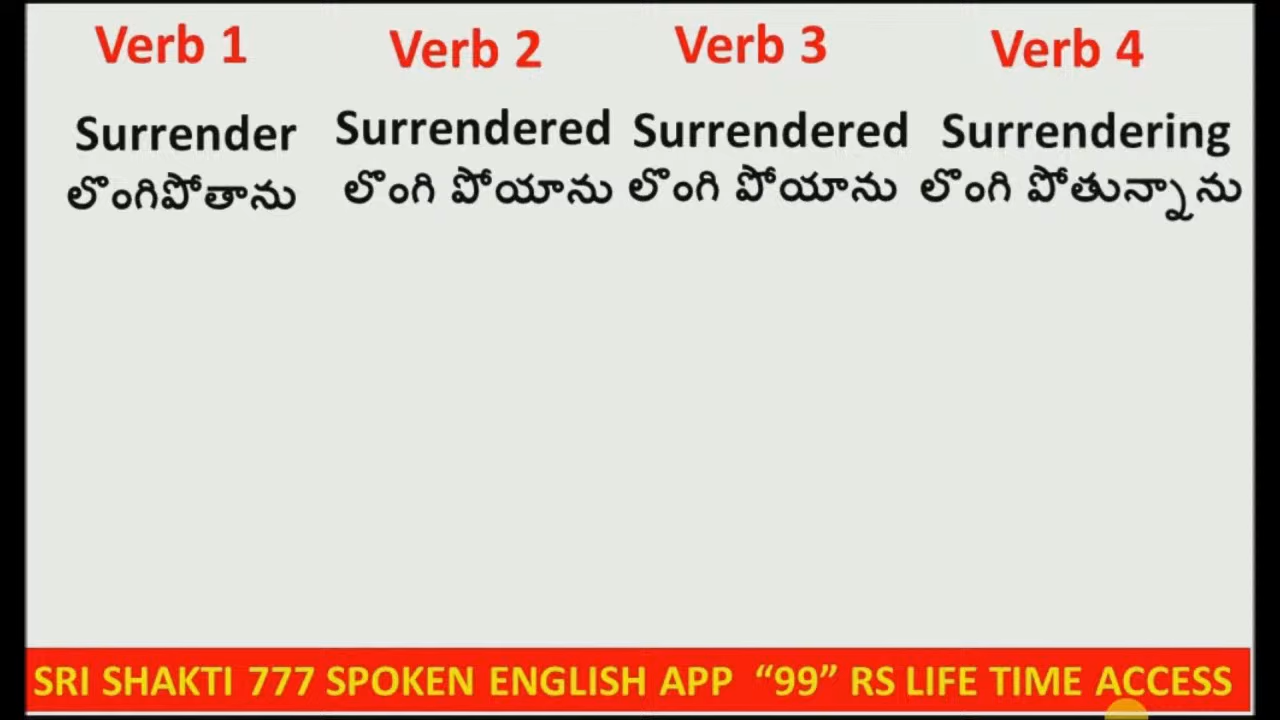 Verb 1 Verb 2 Verb 3 Verb 4
Surrender Surrendered Surrendered Surrendering
లొంగిపోతాను లొంగి పోయాను లొంగి పోయాను లొంగి పోతున్నాను
SRI SHAKTI 777 SPOKEN ENGLISH APP “99” RS LIFE TIME ACCESS